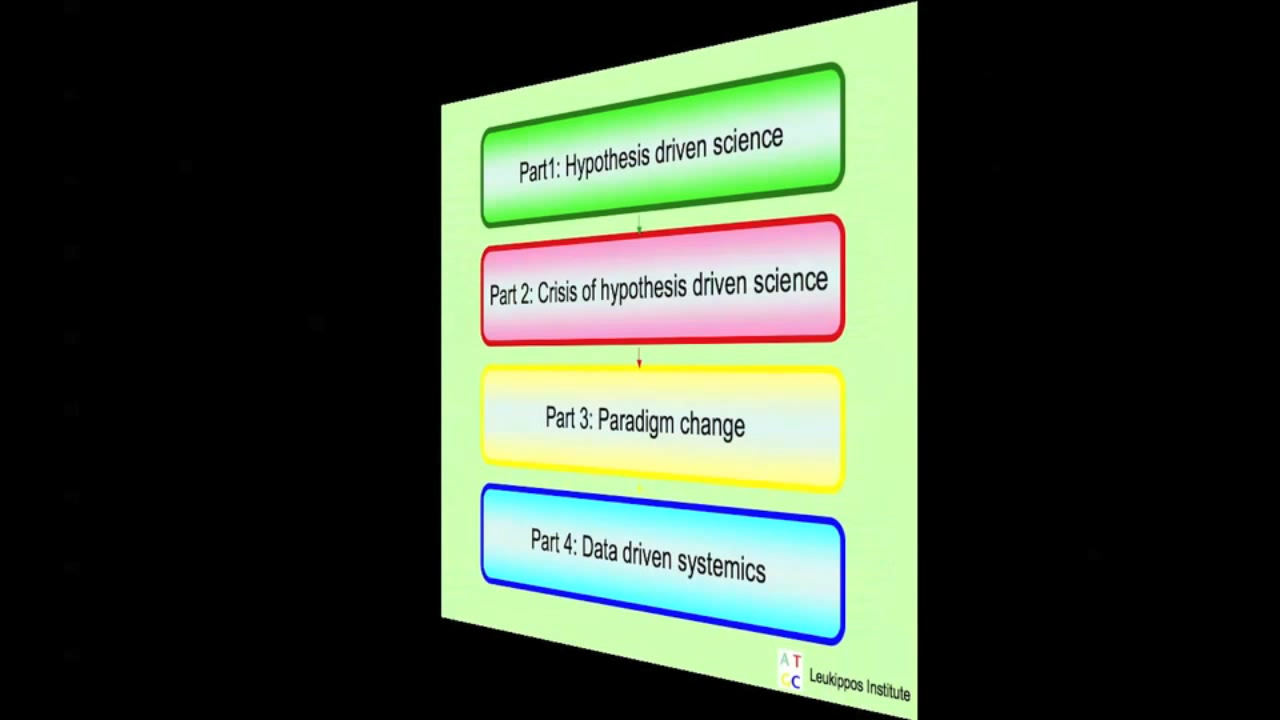 Part1: Hypothesis driven science
Part 2: Crisis of hypothesis driven science
Part 3: Paradigm change
Part 4: Data driven systemics
A T
G C
Leukippos Institute